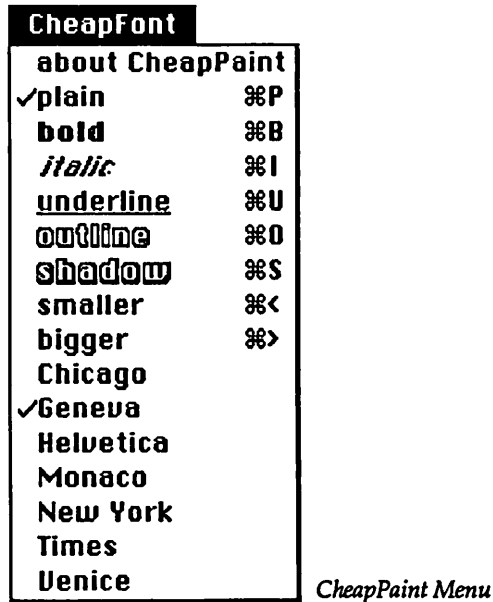 CheapFont
about CheapPaint
✓plain ⌘P
bold ⌘B
italic ⌘I
underline ⌘U
outline ⌘O
shadow ⌘S
smaller ⌘<
bigger ⌘>
Chicago
✓Geneva
Helvetica
Monaco
New York
Times
Venice
CheapPaint Menu